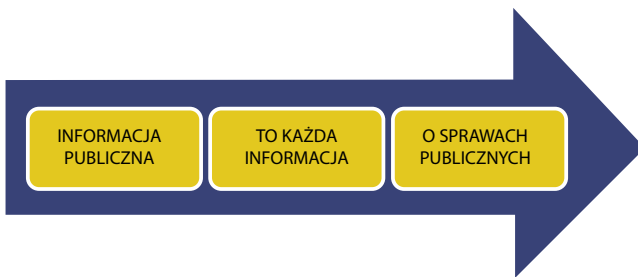 INFORMACJA
PUBLICZNA
TO KAŻDA
INFORMACJA
O SPRAWACH
PUBLICZNYCH